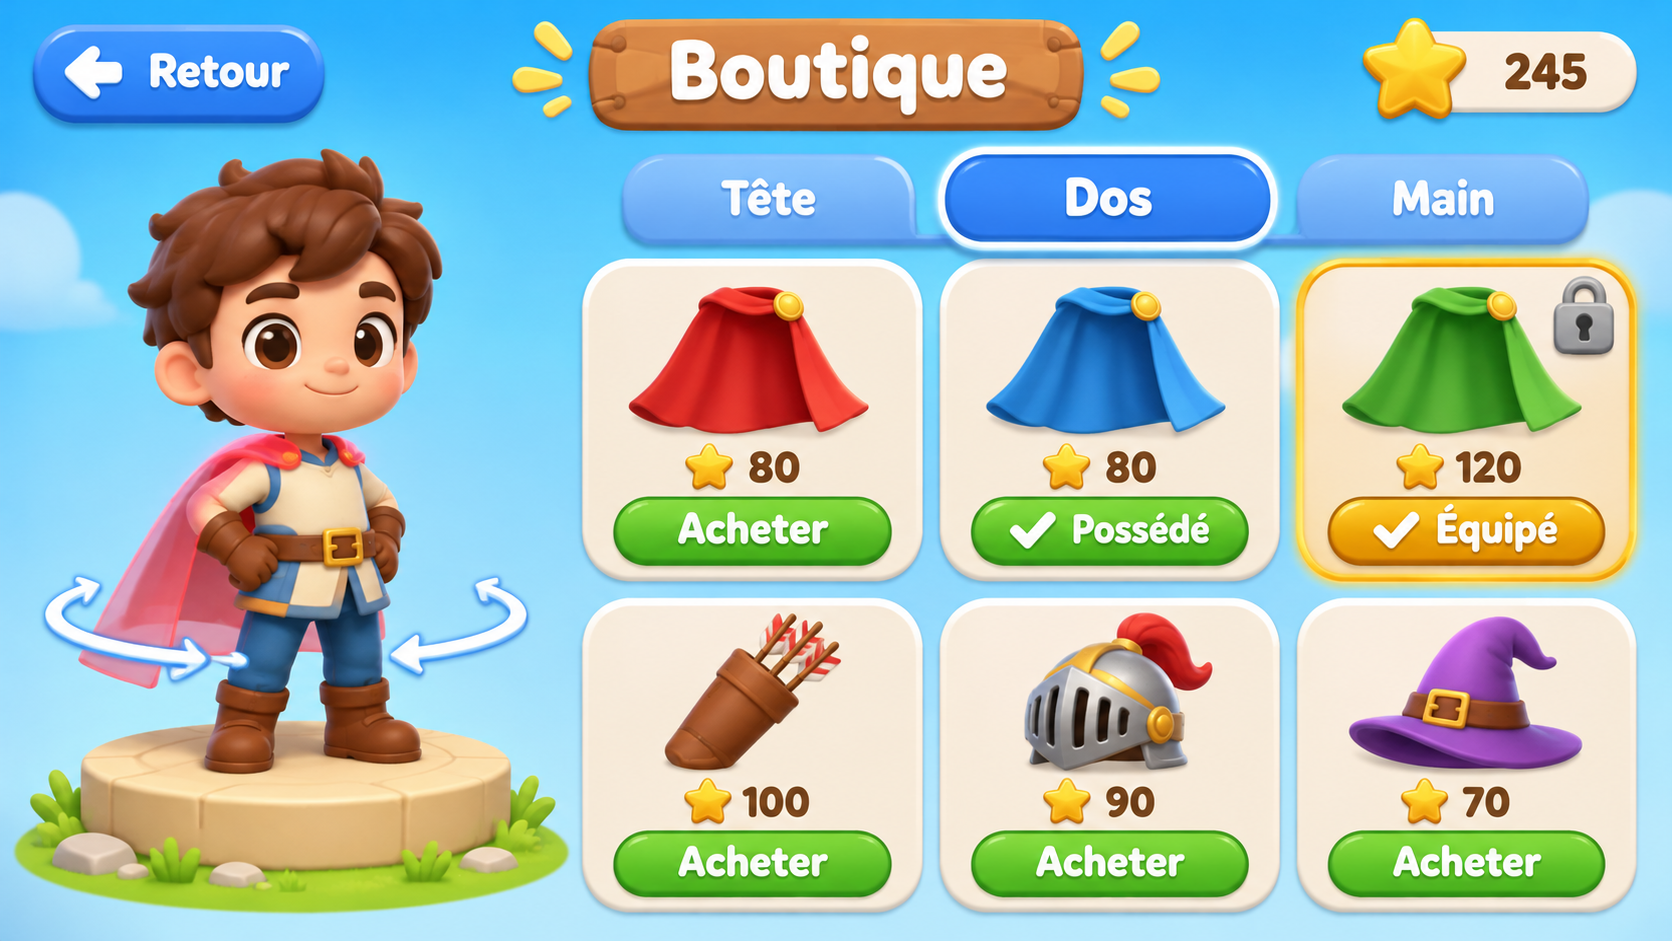 Retour
Boutique
245
Tête
Dos
Main
80
Acheter
80
Possédé
120
Équipé
100
Acheter
90
Acheter
70
Acheter